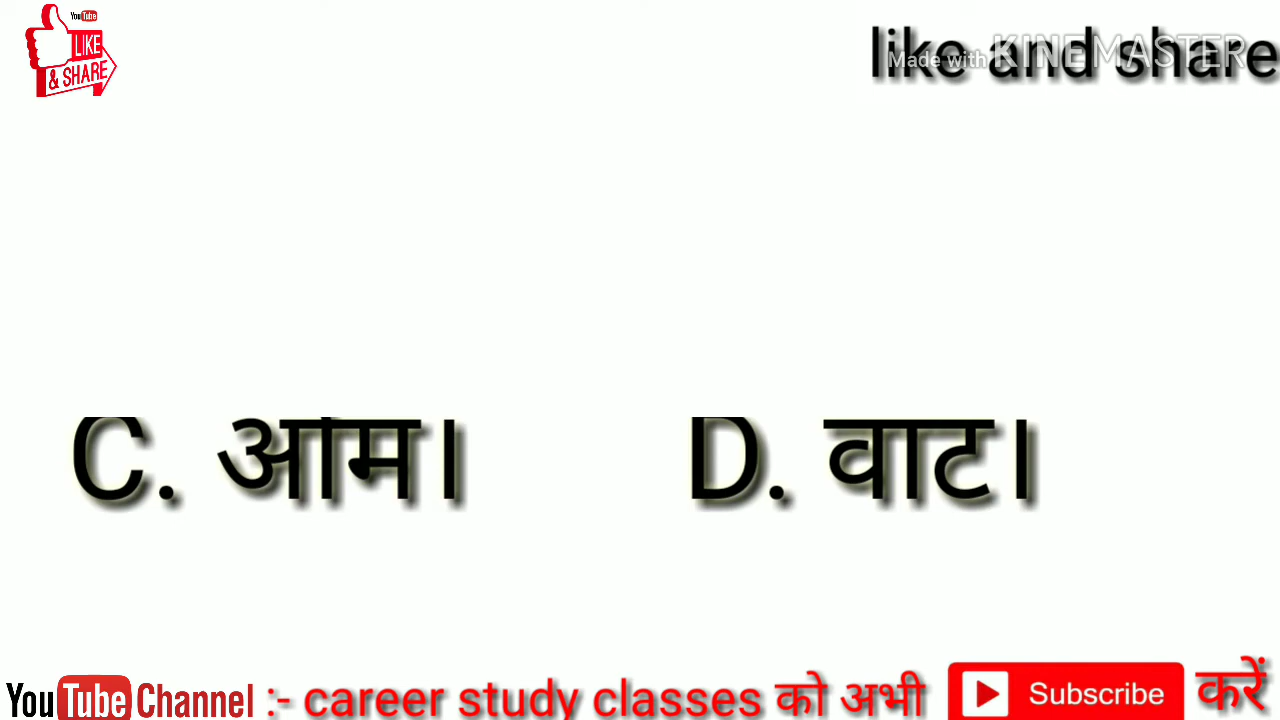 YouTube
LIKE
& SHARE
like and share
Made with KINEMASTER
C. आम। D. वाट।
YouTube Channel :- career study classes को अभी Subscribe करें